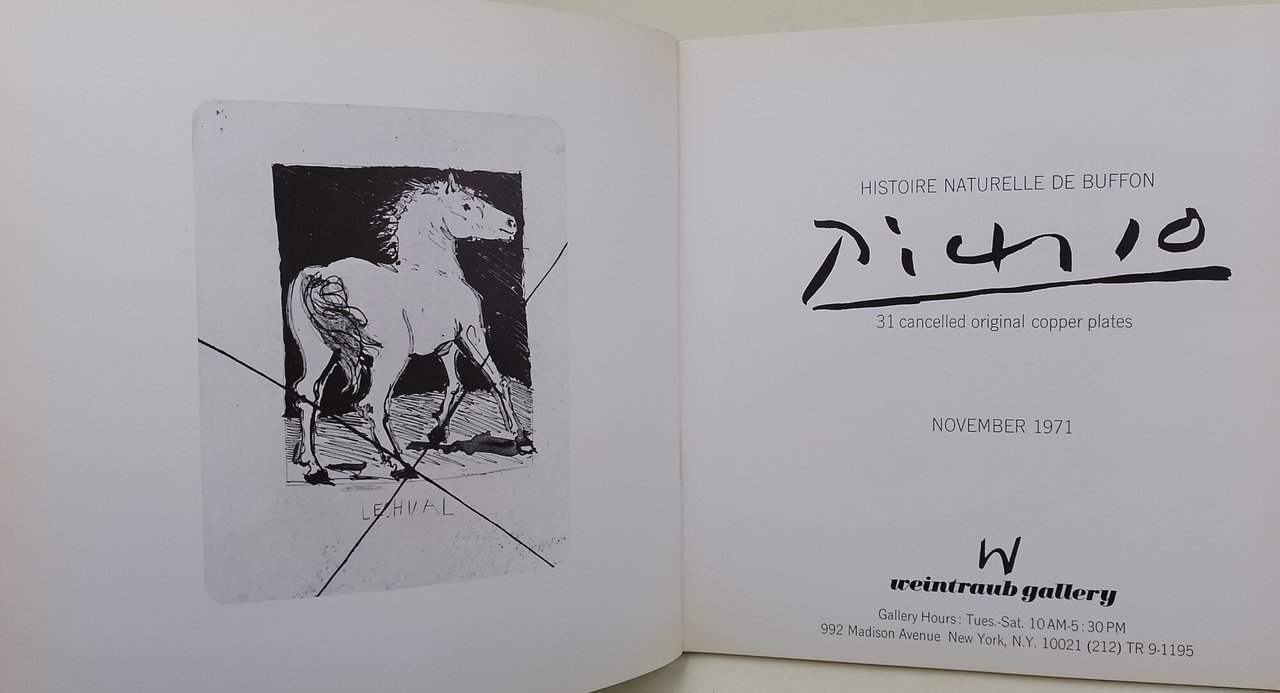 LE CHVAL
HISTOIRE NATURELLE DE BUFFON
Picasso
31 cancelled original copper plates
NOVEMBER 1971
W
weintraub gallery
Gallery Hours: Tues.-Sat. 10 AM-5:30 PM
992 Madison Avenue New York, N.Y. 10021 (212) TR 9-1195